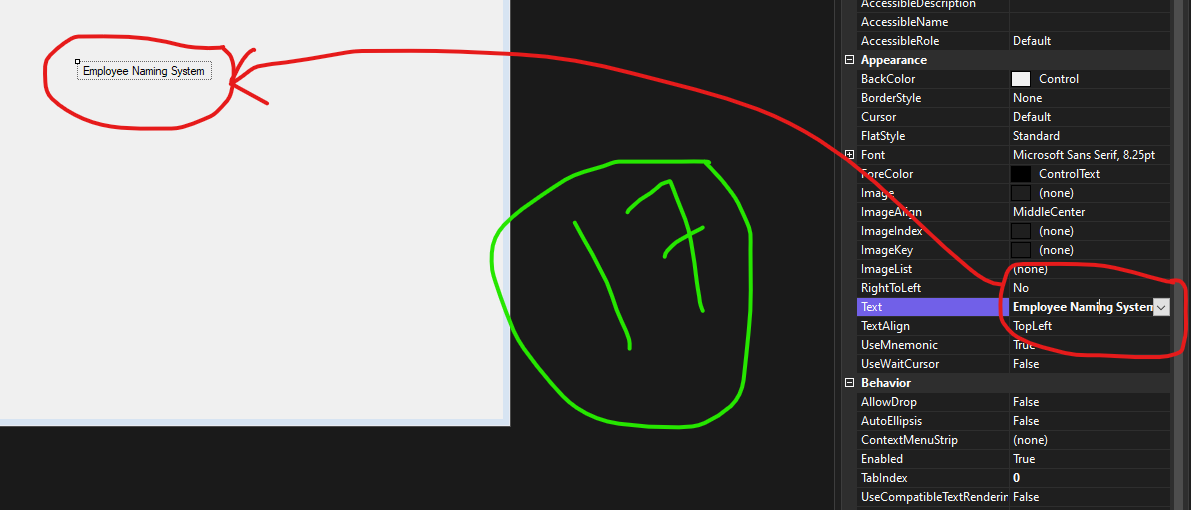 AccessibleDescription
AccessibleName
AccessibleRole Default
Appearance
BackColor Control
BorderStyle None
Cursor Default
FlatStyle Standard
Font Microsoft Sans Serif, 8.25pt
ForeColor ControlText
Image (none)
ImageAlign MiddleCenter
ImageIndex (none)
ImageKey (none)
ImageList (none)
RightToLeft No
Text Employee Naming System
TextAlign TopLeft
UseMnemonic True
UseWaitCursor False
Behavior
AllowDrop False
AutoEllipsis False
ContextMenuStrip (none)
Enabled True
TabIndex 0
UseCompatibleTextRenderin False
Employee Naming System
17